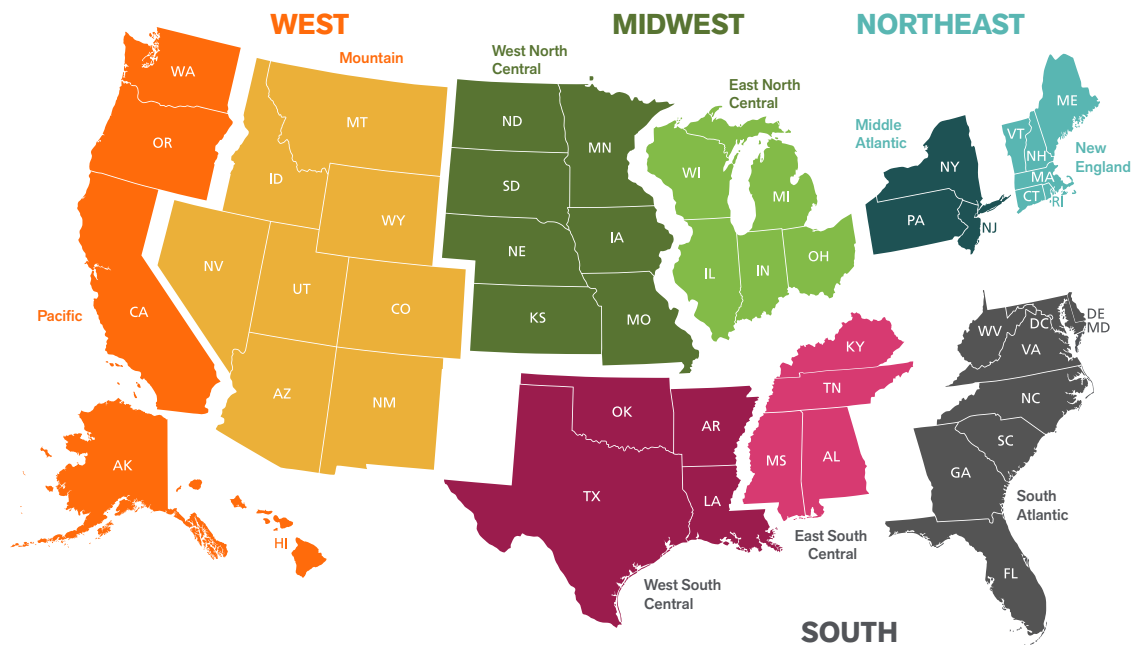 WEST
MIDWEST
NORTHEAST
Mountain
West North
Central
East North
Central
Middle
Atlantic
New
England
Pacific
WA
OR
CA
AK
HI
MT
ID
WY
NV
UT
CO
AZ
NM
ND
SD
NE
KS
MN
IA
MO
WI
MI
IL
IN
OH
NY
PA
NJ
ME
VT
NH
MA
CT
RI
OK
TX
AR
LA
KY
TN
MS
AL
WV
DC
DE
MD
VA
NC
SC
GA
FL
West South
Central
East South
Central
South
Atlantic
SOUTH